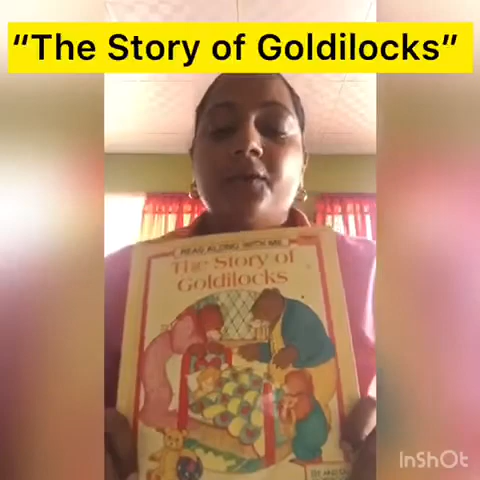 “The Story of Goldilocks”
READ ALONG WITH ME
The Story of
Goldilocks
InShOt